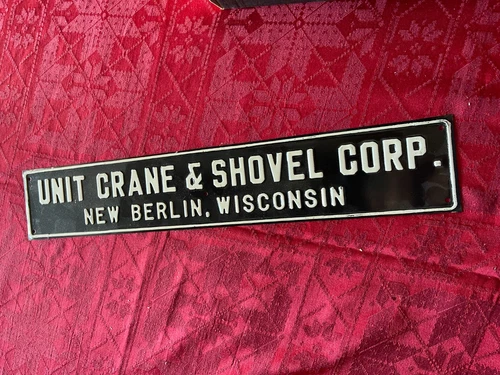 UNIT CRANE & SHOVEL CORP.
NEW BERLIN, WISCONSIN